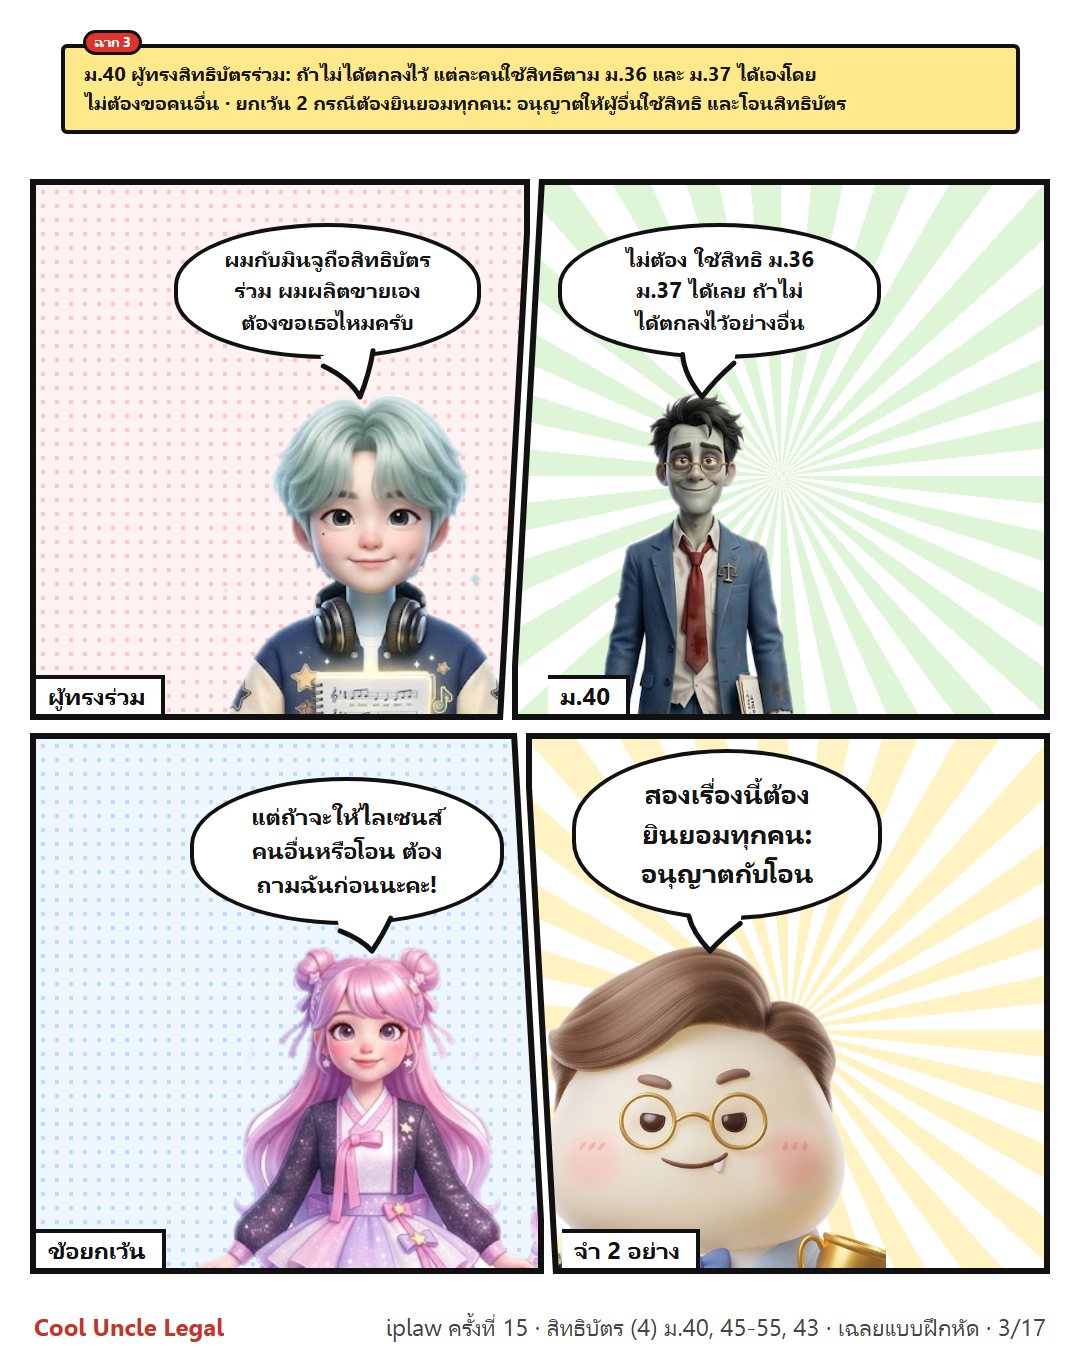 ฉาก 3
ม.40 ผู้ทรงสิทธิบัตรร่วม: ถ้าไม่ได้ตกลงไว้ แต่ละคนใช้สิทธิตาม ม.36 และ ม.37 ได้เองโดย
ไม่ต้องขอคนอื่น · ยกเว้น 2 กรณีต้องยินยอมทุกคน: อนุญาตให้ผู้อื่นใช้สิทธิ และโอนสิทธิบัตร
ผมกับมินจูถือสิทธิบัตร
ร่วม ผมผลิตขายเอง
ต้องขอเธอไหมครับ
ผู้ทรงร่วม
ไม่ต้อง ใช้สิทธิ ม.36
ม.37 ได้เลย ถ้าไม่
ได้ตกลงไว้อย่างอื่น
ม.40
แต่ถ้าจะให้ไลเซนส์
คนอื่นหรือโอน ต้อง
ถามฉันก่อนนะคะ!
ข้อยกเว้น
สองเรื่องนี้ต้อง
ยินยอมทุกคน:
อนุญาตกับโอน
จำ 2 อย่าง
Cool Uncle Legal
iplaw ครั้งที่ 15 · สิทธิบัตร (4) ม.40, 45-55, 43 · เฉลยแบบฝึกหัด · 3/17